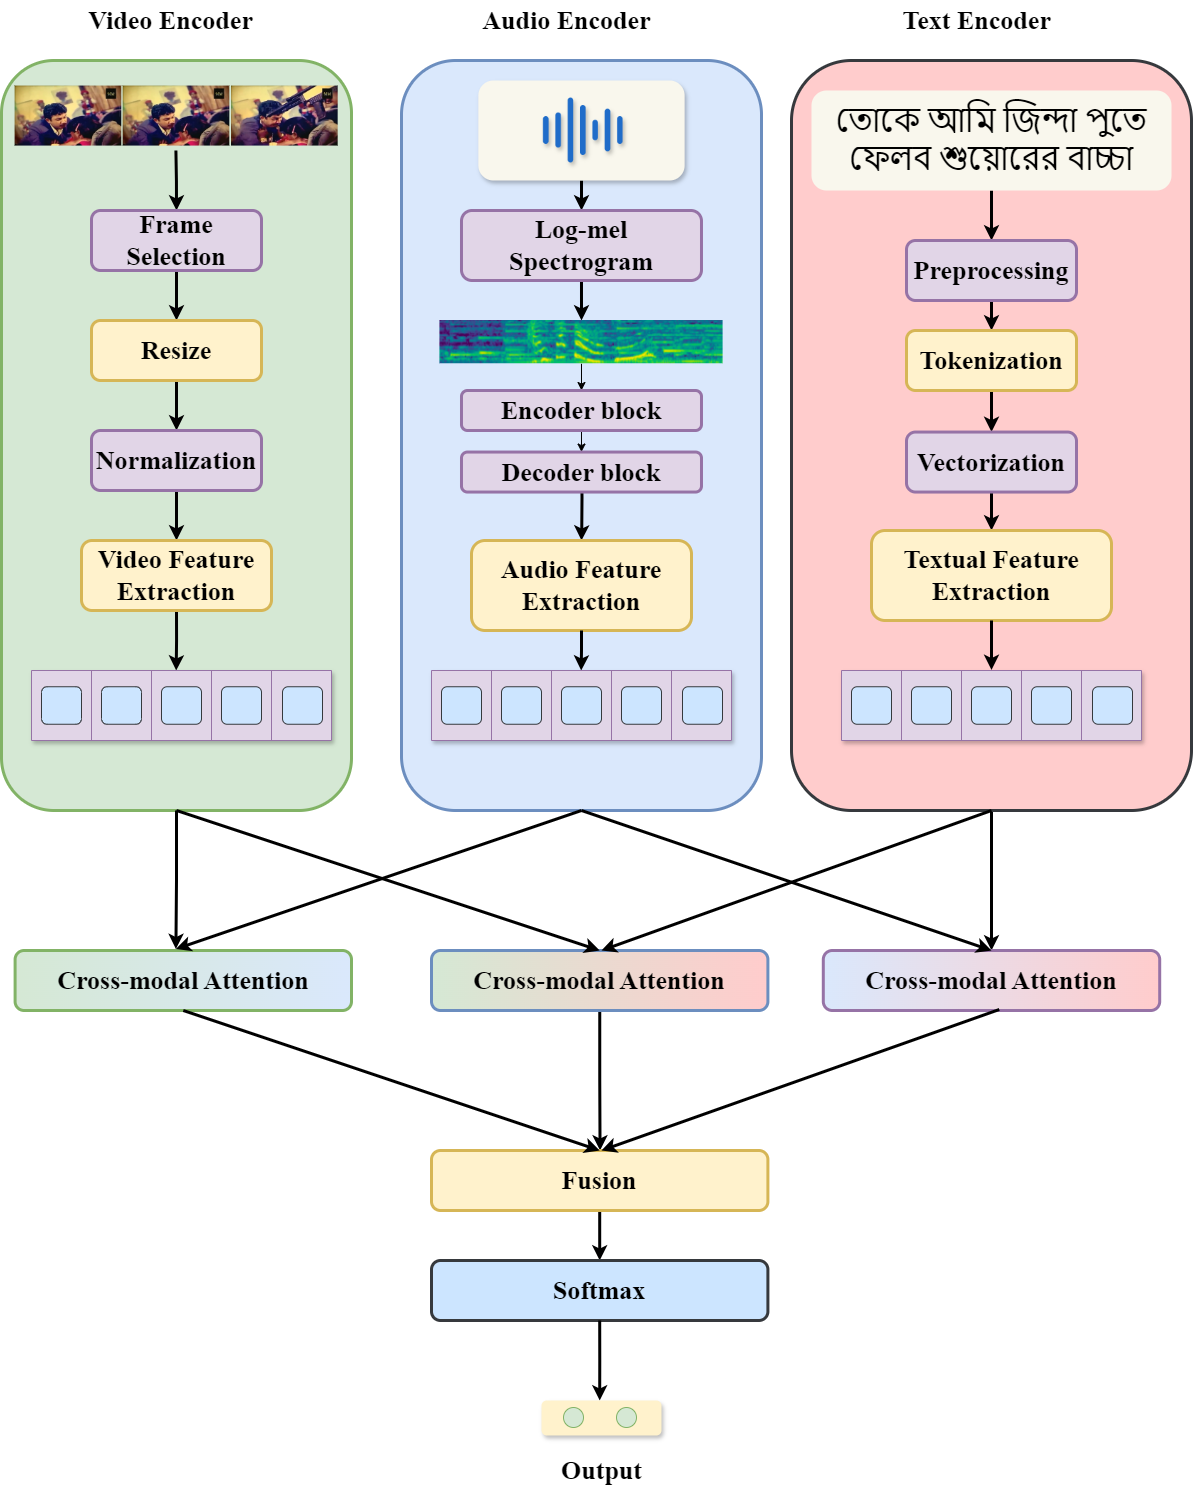 Video Encoder
Audio Encoder
Text Encoder
তোকে আমি জিন্দা পুতে
ফেলব শুয়োরের বাচ্চা
Frame
Selection
Resize
Normalization
Video Feature
Extraction
Log-mel
Spectrogram
Encoder block
Decoder block
Audio Feature
Extraction
Preprocessing
Tokenization
Vectorization
Textual Feature
Extraction
Cross-modal Attention
Cross-modal Attention
Cross-modal Attention
Fusion
Softmax
Output